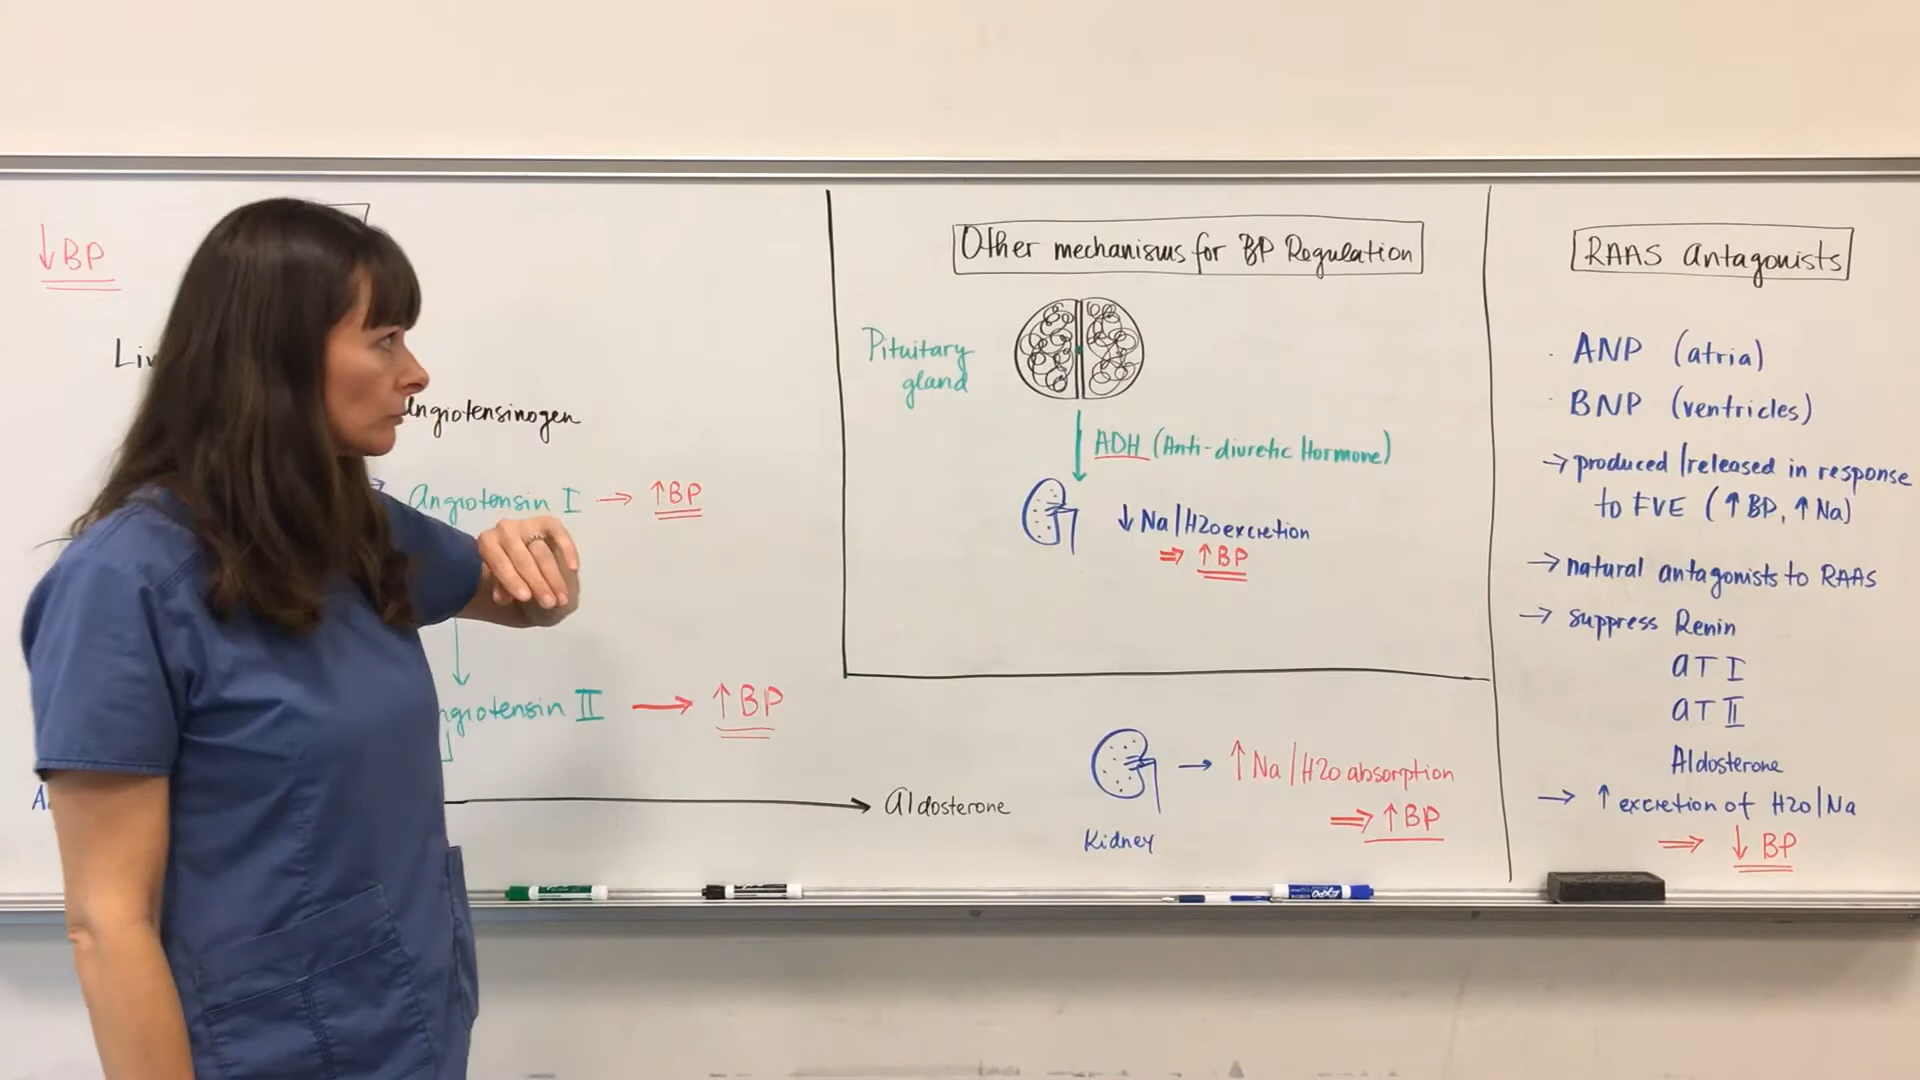 ↓BP
Angiotensinogen
Angiotensin I → ↑BP
ngiotensin II → ↑BP
→ Aldosterone
Other mechanisms for BP Regulation
Pituitary
gland
ADH (Anti-diuretic Hormone)
↓ Na/H2O excretion
⇒ ↑BP
Kidney
→ ↑Na/H2O absorption
⇒ ↑BP
RAAS Antagonists
· ANP (atria)
· BNP (ventricles)
→ produced/released in response
to FVE (↑BP, ↑Na)
→ natural antagonists to RAAS
→ suppress Renin
AT I
AT II
Aldosterone
→ ↑ excretion of H2O/Na
⇒ ↓ BP
EXPO